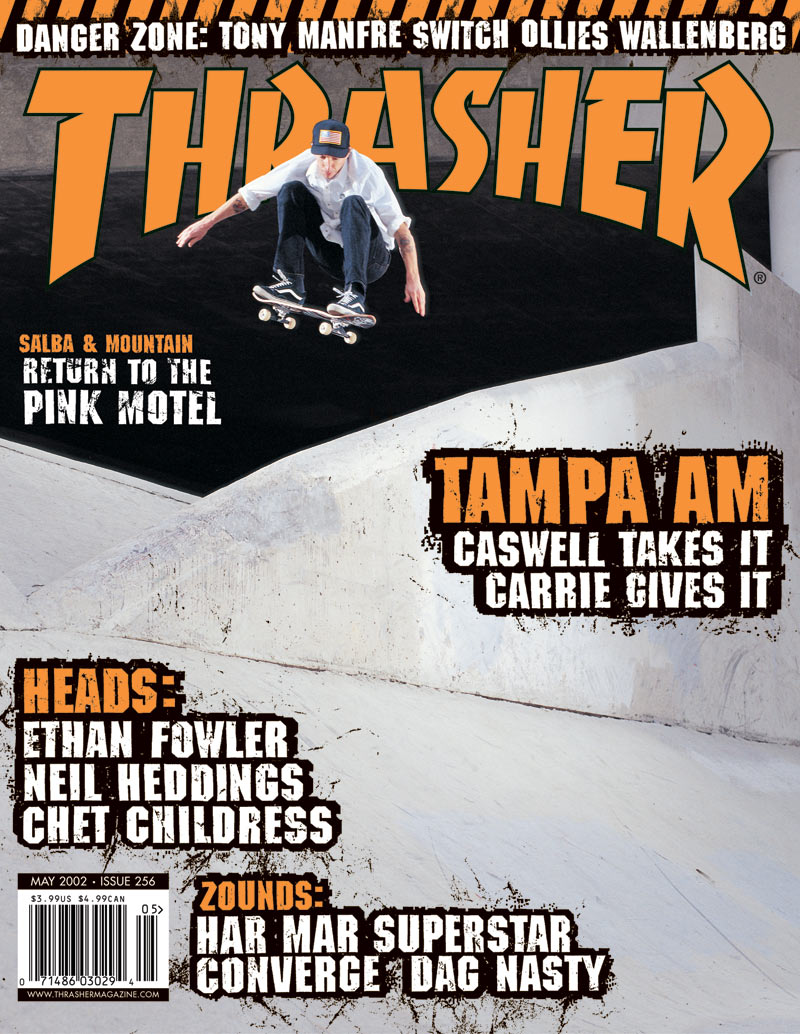 DANGER ZONE: TONY MANFRE SWITCH OLLIES WALLENBERG
THRASHER
®
SALBA & MOUNTAIN
RETURN TO THE
PINK MOTEL
TAMPA AM
CASWELL TAKES IT
CARRIE GIVES IT
HEADS:
ETHAN FOWLER
NEIL HEDDINGS
CHET CHILDRESS
MAY 2002 • ISSUE 256
$3.99US $4.99CAN
05>
0 71486 03029 4
WWW.THRASHERMAGAZINE.COM
ZOUNDS:
HAR MAR SUPERSTAR
CONVERGE DAG NASTY